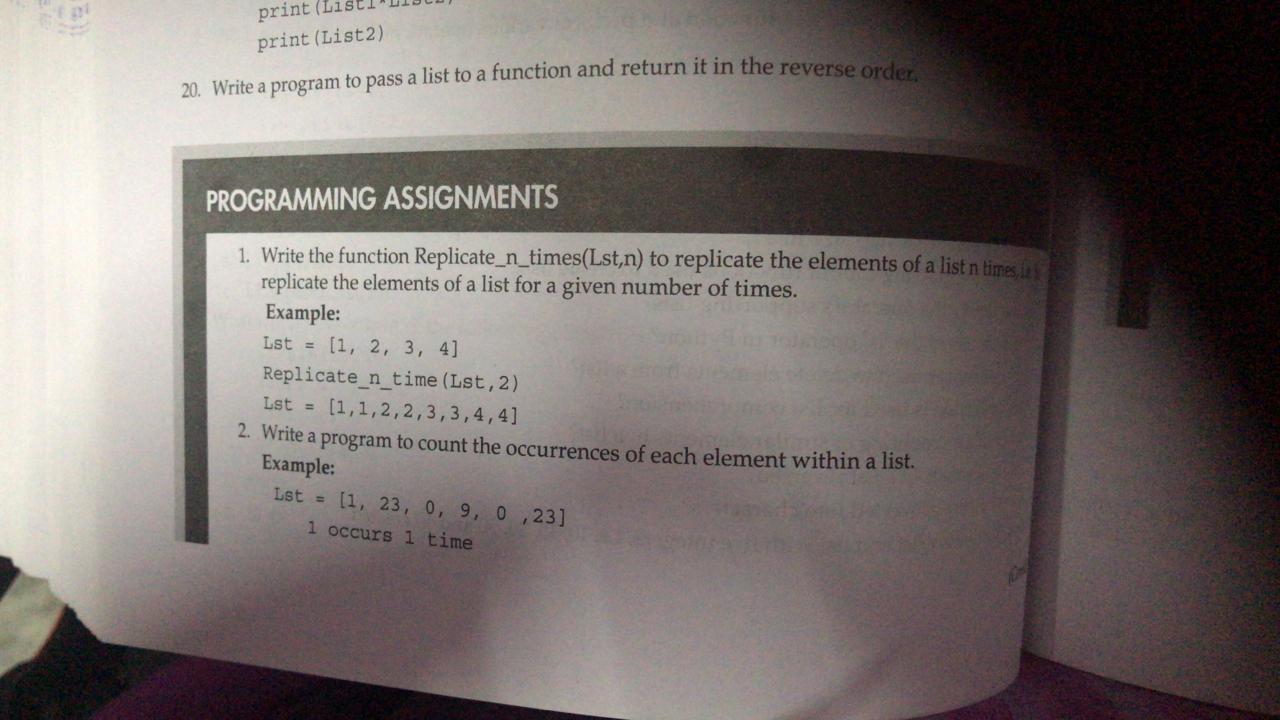 print(List1*List2)
print(List2)
20. Write a program to pass a list to a function and return it in the reverse order.
PROGRAMMING ASSIGNMENTS
1. Write the function Replicate_n_times(Lst,n) to replicate the elements of a list n times,
replicate the elements of a list for a given number of times.
Example:
Lst = [1, 2, 3, 4]
Replicate_n_time(Lst,2)
Lst = [1,1,2,2,3,3,4,4]
2. Write a program to count the occurrences of each element within a list.
Example:
Lst = [1, 23, 0, 9, 0 ,23]
1 occurs 1 time